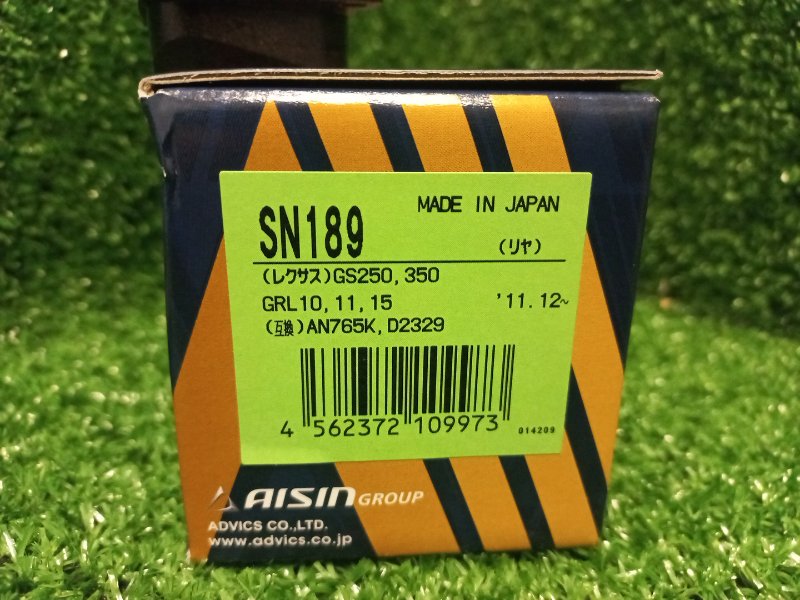 SN189
MADE IN JAPAN
(リヤ)
(レクサス)GS250,350
GRL10,11,15 '11.12~
(互換)AN765K,D2329
4 562372 109973
014209
AISIN GROUP
ADVICS CO.,LTD.
www.advics.co.jp